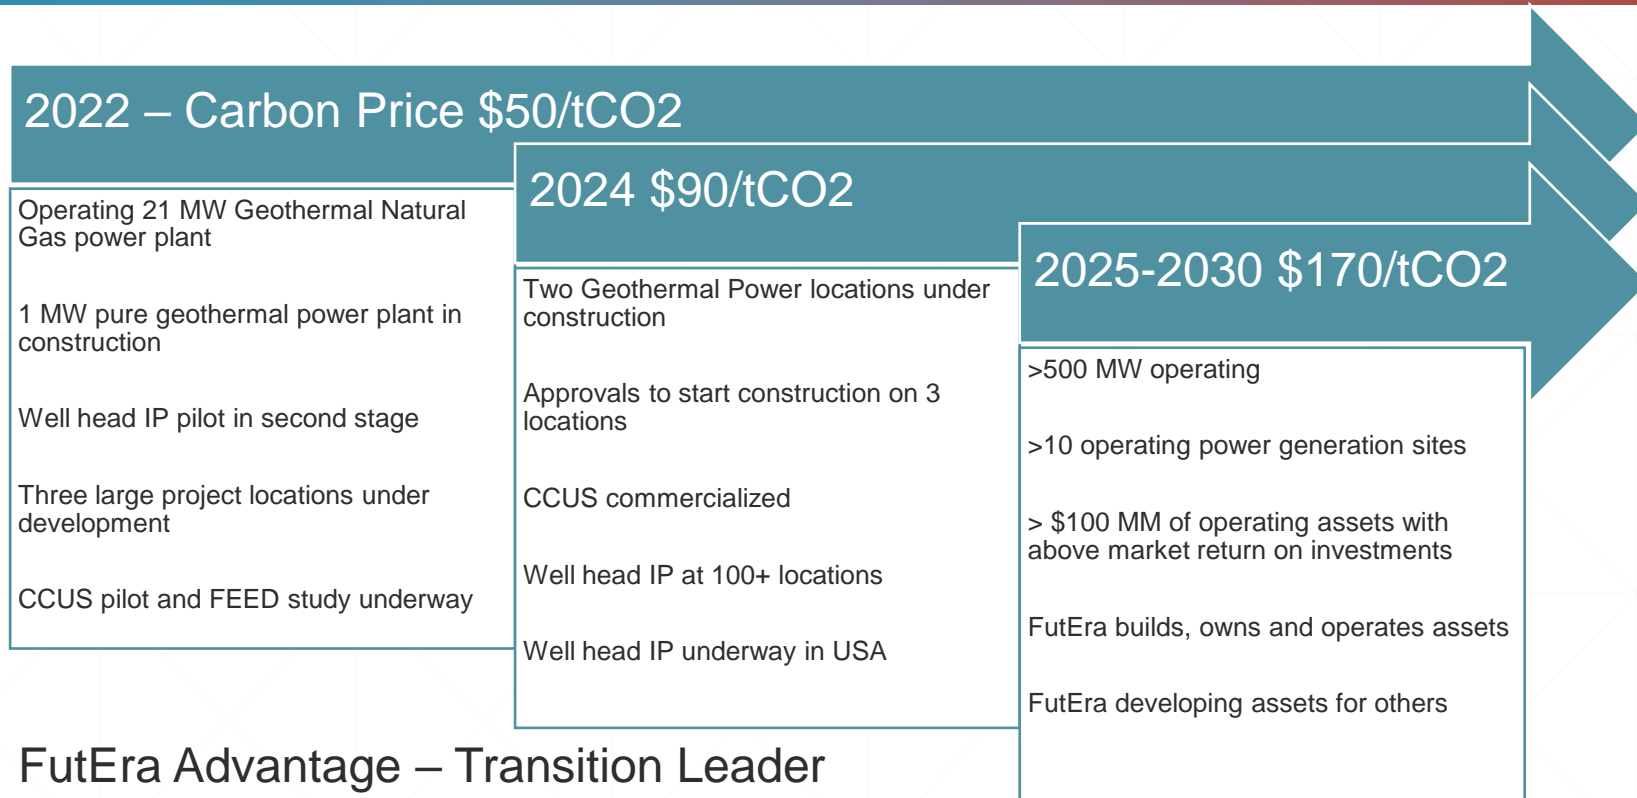 2022 – Carbon Price $50/tCO2
Operating 21 MW Geothermal Natural
Gas power plant
1 MW pure geothermal power plant in
construction
Well head IP pilot in second stage
Three large project locations under
development
CCUS pilot and FEED study underway
2024 $90/tCO2
Two Geothermal Power locations under
construction
Approvals to start construction on 3
locations
CCUS commercialized
Well head IP at 100+ locations
Well head IP underway in USA
2025-2030 $170/tCO2
>500 MW operating
>10 operating power generation sites
> $100 MM of operating assets with
above market return on investments
FutEra builds, owns and operates assets
FutEra developing assets for others
FutEra Advantage – Transition Leader